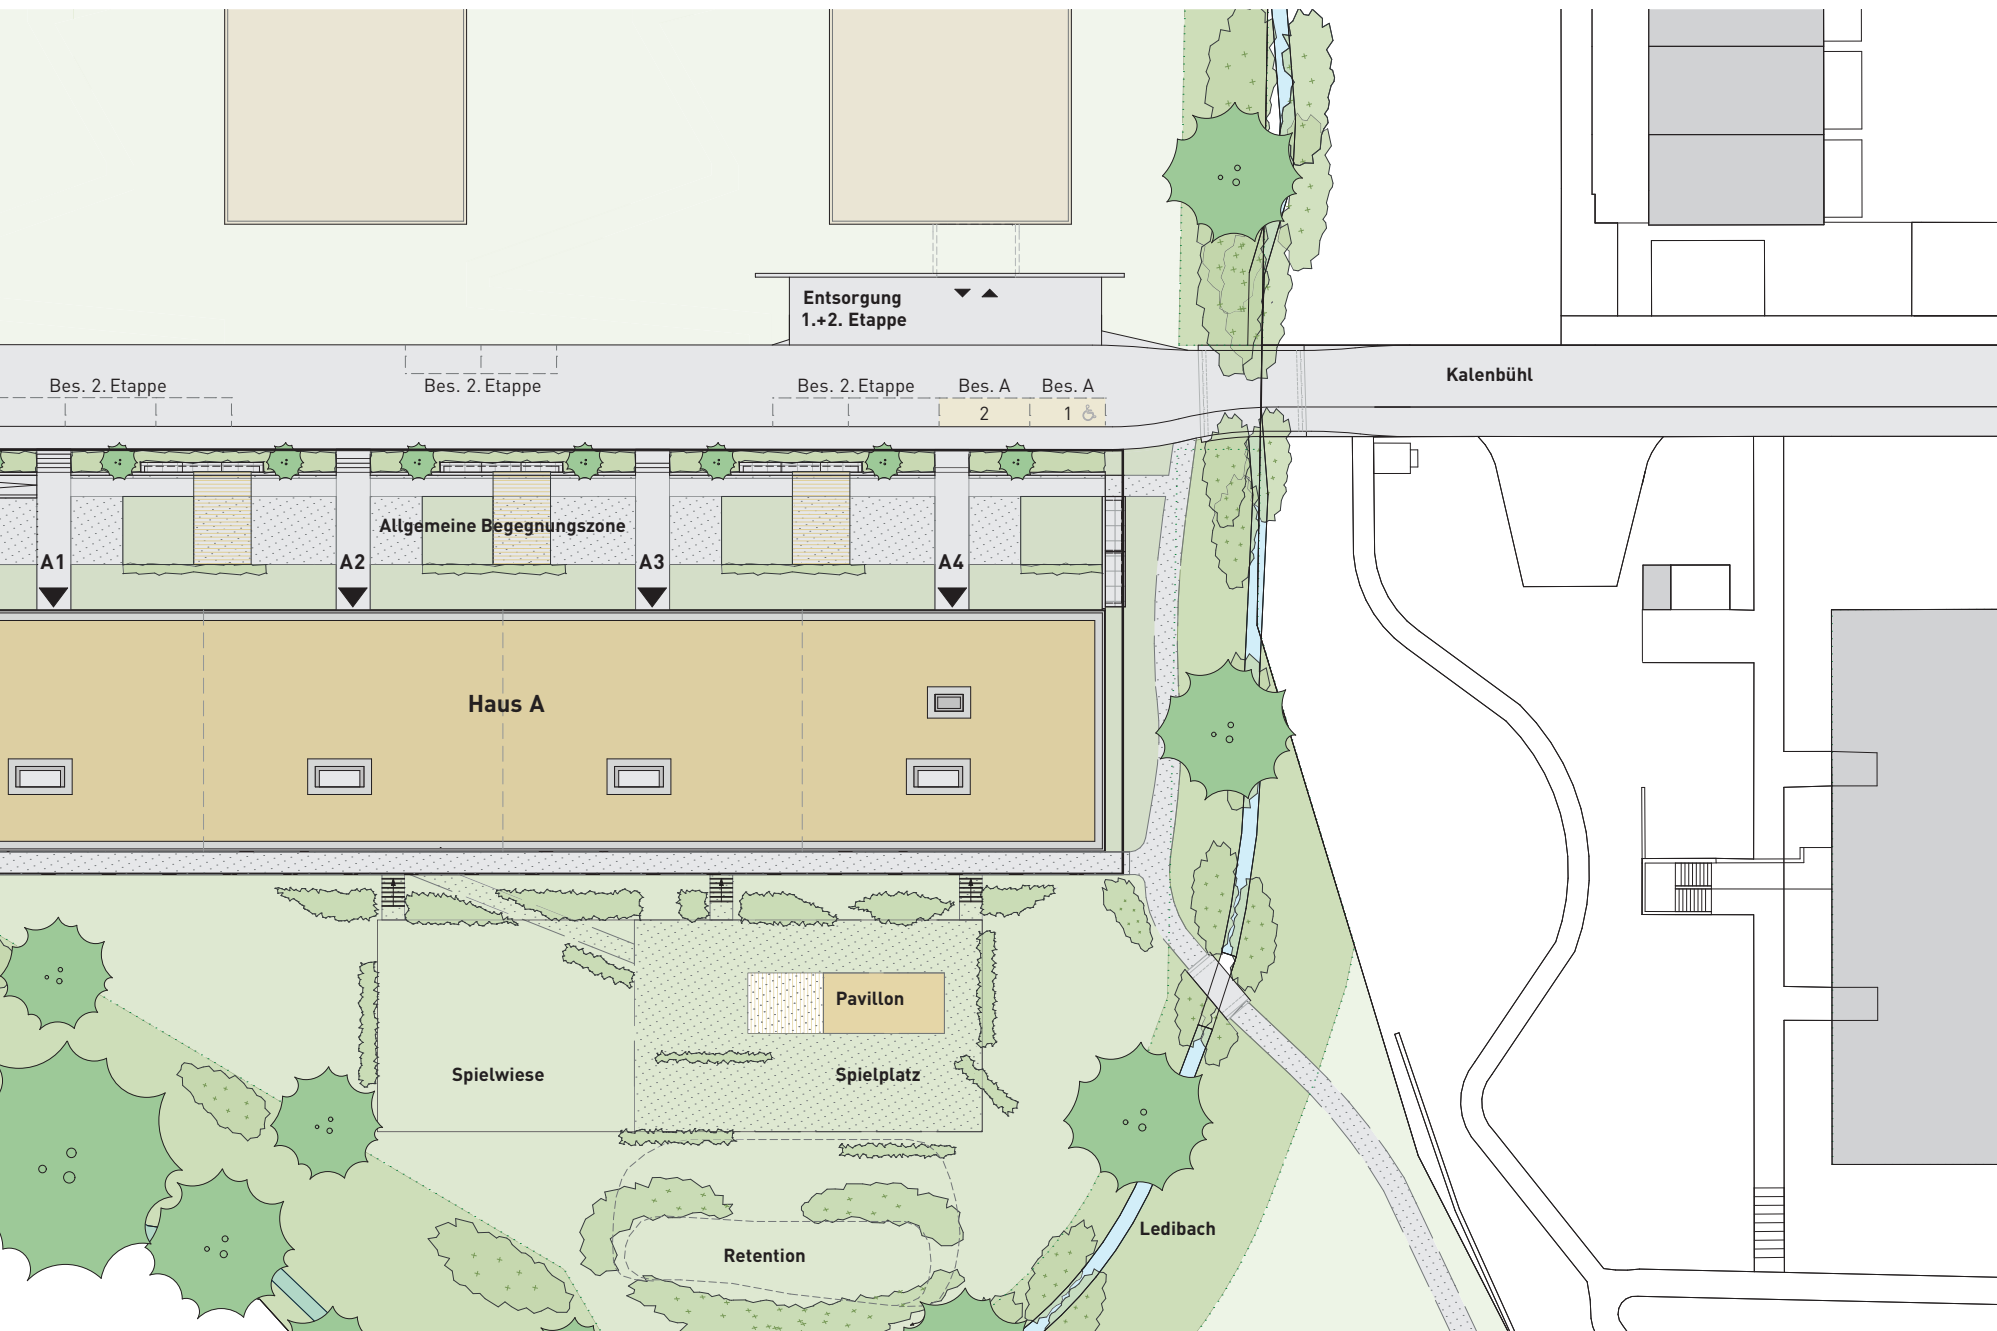 Entsorgung
1.+2. Etappe
Kalenbühl
Bes. 2. Etappe
Bes. 2. Etappe
Bes. 2. Etappe
Bes. A
Bes. A
2
1
Allgemeine Begegnungszone
A1
A2
A3
A4
Haus A
Pavillon
Spielwiese
Spielplatz
Ledibach
Retention